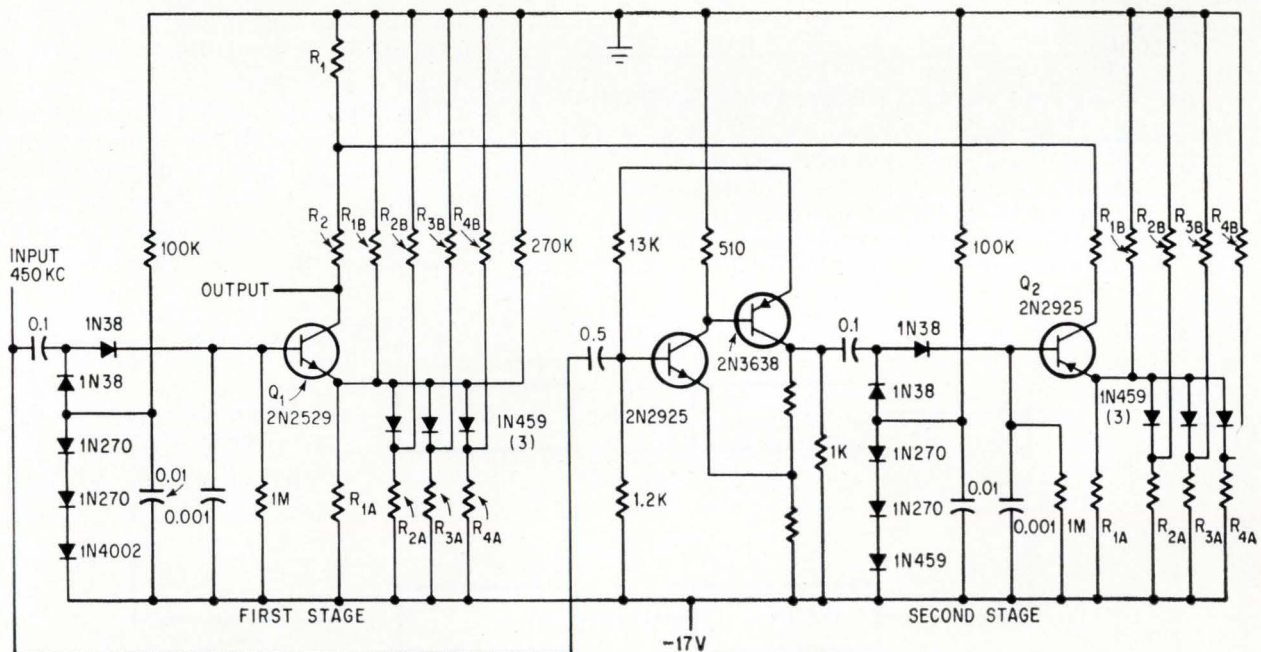 R1
R2
R1B
R2B
R3B
R4B
100K
270K
13K
510
100K
R1B
R2B
R3B
R4B
INPUT
450 KC
OUTPUT
0.1
1N38
1N38
Q1
2N2529
1N270
1N270
1N4002
0.01
0.001
1M
R1A
R2A
R3A
R4A
1N459
(3)
0.5
2N2925
2N3638
1.2K
1K
0.1
1N38
1N38
1N270
1N270
1N459
0.01
0.001
1M
Q2
2N2925
1N459
(3)
R1A
R2A
R3A
R4A
FIRST STAGE
SECOND STAGE
-17V